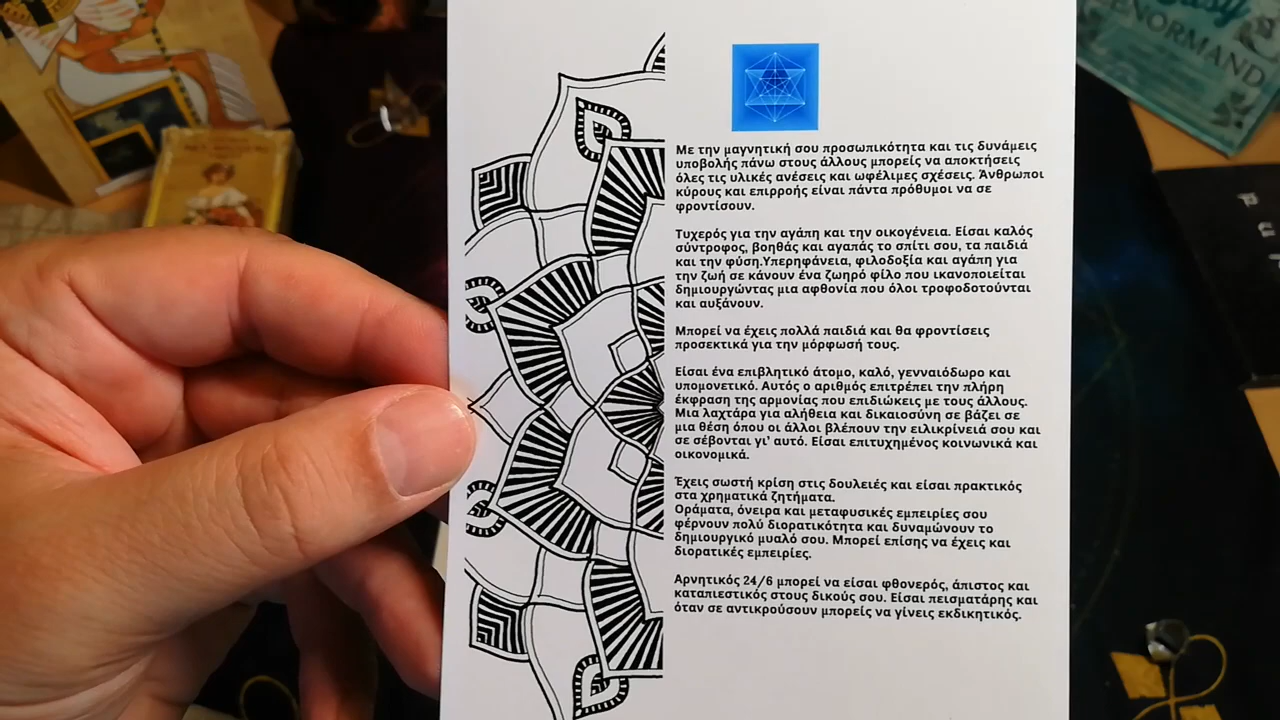 Με την μαγνητική σου προσωπικότητα και τις δυνάμεις
υποβολής πάνω στους άλλους μπορείς να αποκτήσεις
όλες τις υλικές ανέσεις και ωφέλιμες σχέσεις. Άνθρωποι
κύρους και επιρροής είναι πάντα πρόθυμοι να σε
φροντίσουν.
Τυχερός για την αγάπη και την οικογένεια. Είσαι καλός
σύντροφος, βοηθάς και αγαπάς το σπίτι σου, τα παιδιά
και την φύση.Υπερηφάνεια, φιλοδοξία και αγάπη για
την ζωή σε κάνουν ένα ζωηρό φίλο που ικανοποιείται
δημιουργώντας μια αφθονία που όλοι τροφοδοτούνται
και αυξάνουν.
Μπορεί να έχεις πολλά παιδιά και θα φροντίσεις
προσεκτικά για την μόρφωσή τους.
Είσαι ένα επιβλητικό άτομο, καλό, γενναιόδωρο και
υπομονετικό. Αυτός ο αριθμός επιτρέπει την πλήρη
έκφραση της αρμονίας που επιδιώκεις με τους άλλους.
Μια λαχτάρα για αλήθεια και δικαιοσύνη σε βάζει σε
μια θέση όπου οι άλλοι βλέπουν την ειλικρίνειά σου και
σε σέβονται γι' αυτό. Είσαι επιτυχημένος κοινωνικά και
οικονομικά.
Έχεις σωστή κρίση στις δουλειές και είσαι πρακτικός
στα χρηματικά ζητήματα.
Οράματα, όνειρα και μεταφυσικές εμπειρίες σου
φέρνουν πολύ διορατικότητα και δυναμώνουν το
δημιουργικό μυαλό σου. Μπορεί επίσης να έχεις και
διορατικές εμπειρίες.
Αρνητικός 24/6 μπορεί να είσαι φθονερός, άπιστος και
καταπιεστικός στους δικούς σου. Είσαι πεισματάρης και
όταν σε αντικρούσουν μπορείς να γίνεις εκδικητικός.
ENORMAND